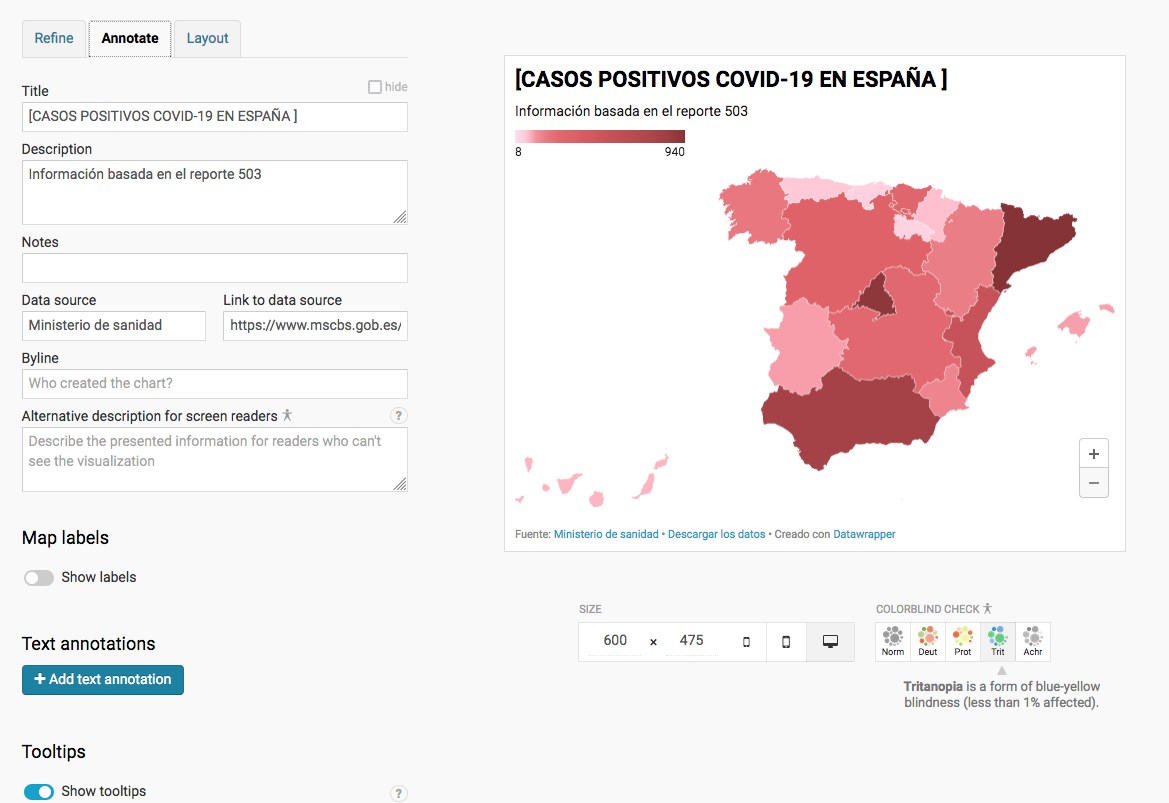 Refine
Annotate
Layout
Title
hide
[CASOS POSITIVOS COVID-19 EN ESPAÑA ]
Description
Información basada en el reporte 503
Notes
Data source
Link to data source
Ministerio de sanidad
https://www.mscbs.gob.es/
Byline
Who created the chart?
Alternative description for screen readers
?
Describe the presented information for readers who can't
see the visualization
Map labels
Show labels
Text annotations
+ Add text annotation
Tooltips
Show tooltips
?
[CASOS POSITIVOS COVID-19 EN ESPAÑA ]
Información basada en el reporte 503
8
940
+
−
Fuente: Ministerio de sanidad • Descargar los datos • Creado con Datawrapper
SIZE
600 × 475
COLORBLIND CHECK
Norm
Deut
Prot
Trit
Achr
Tritanopia is a form of blue-yellow
blindness (less than 1% affected).